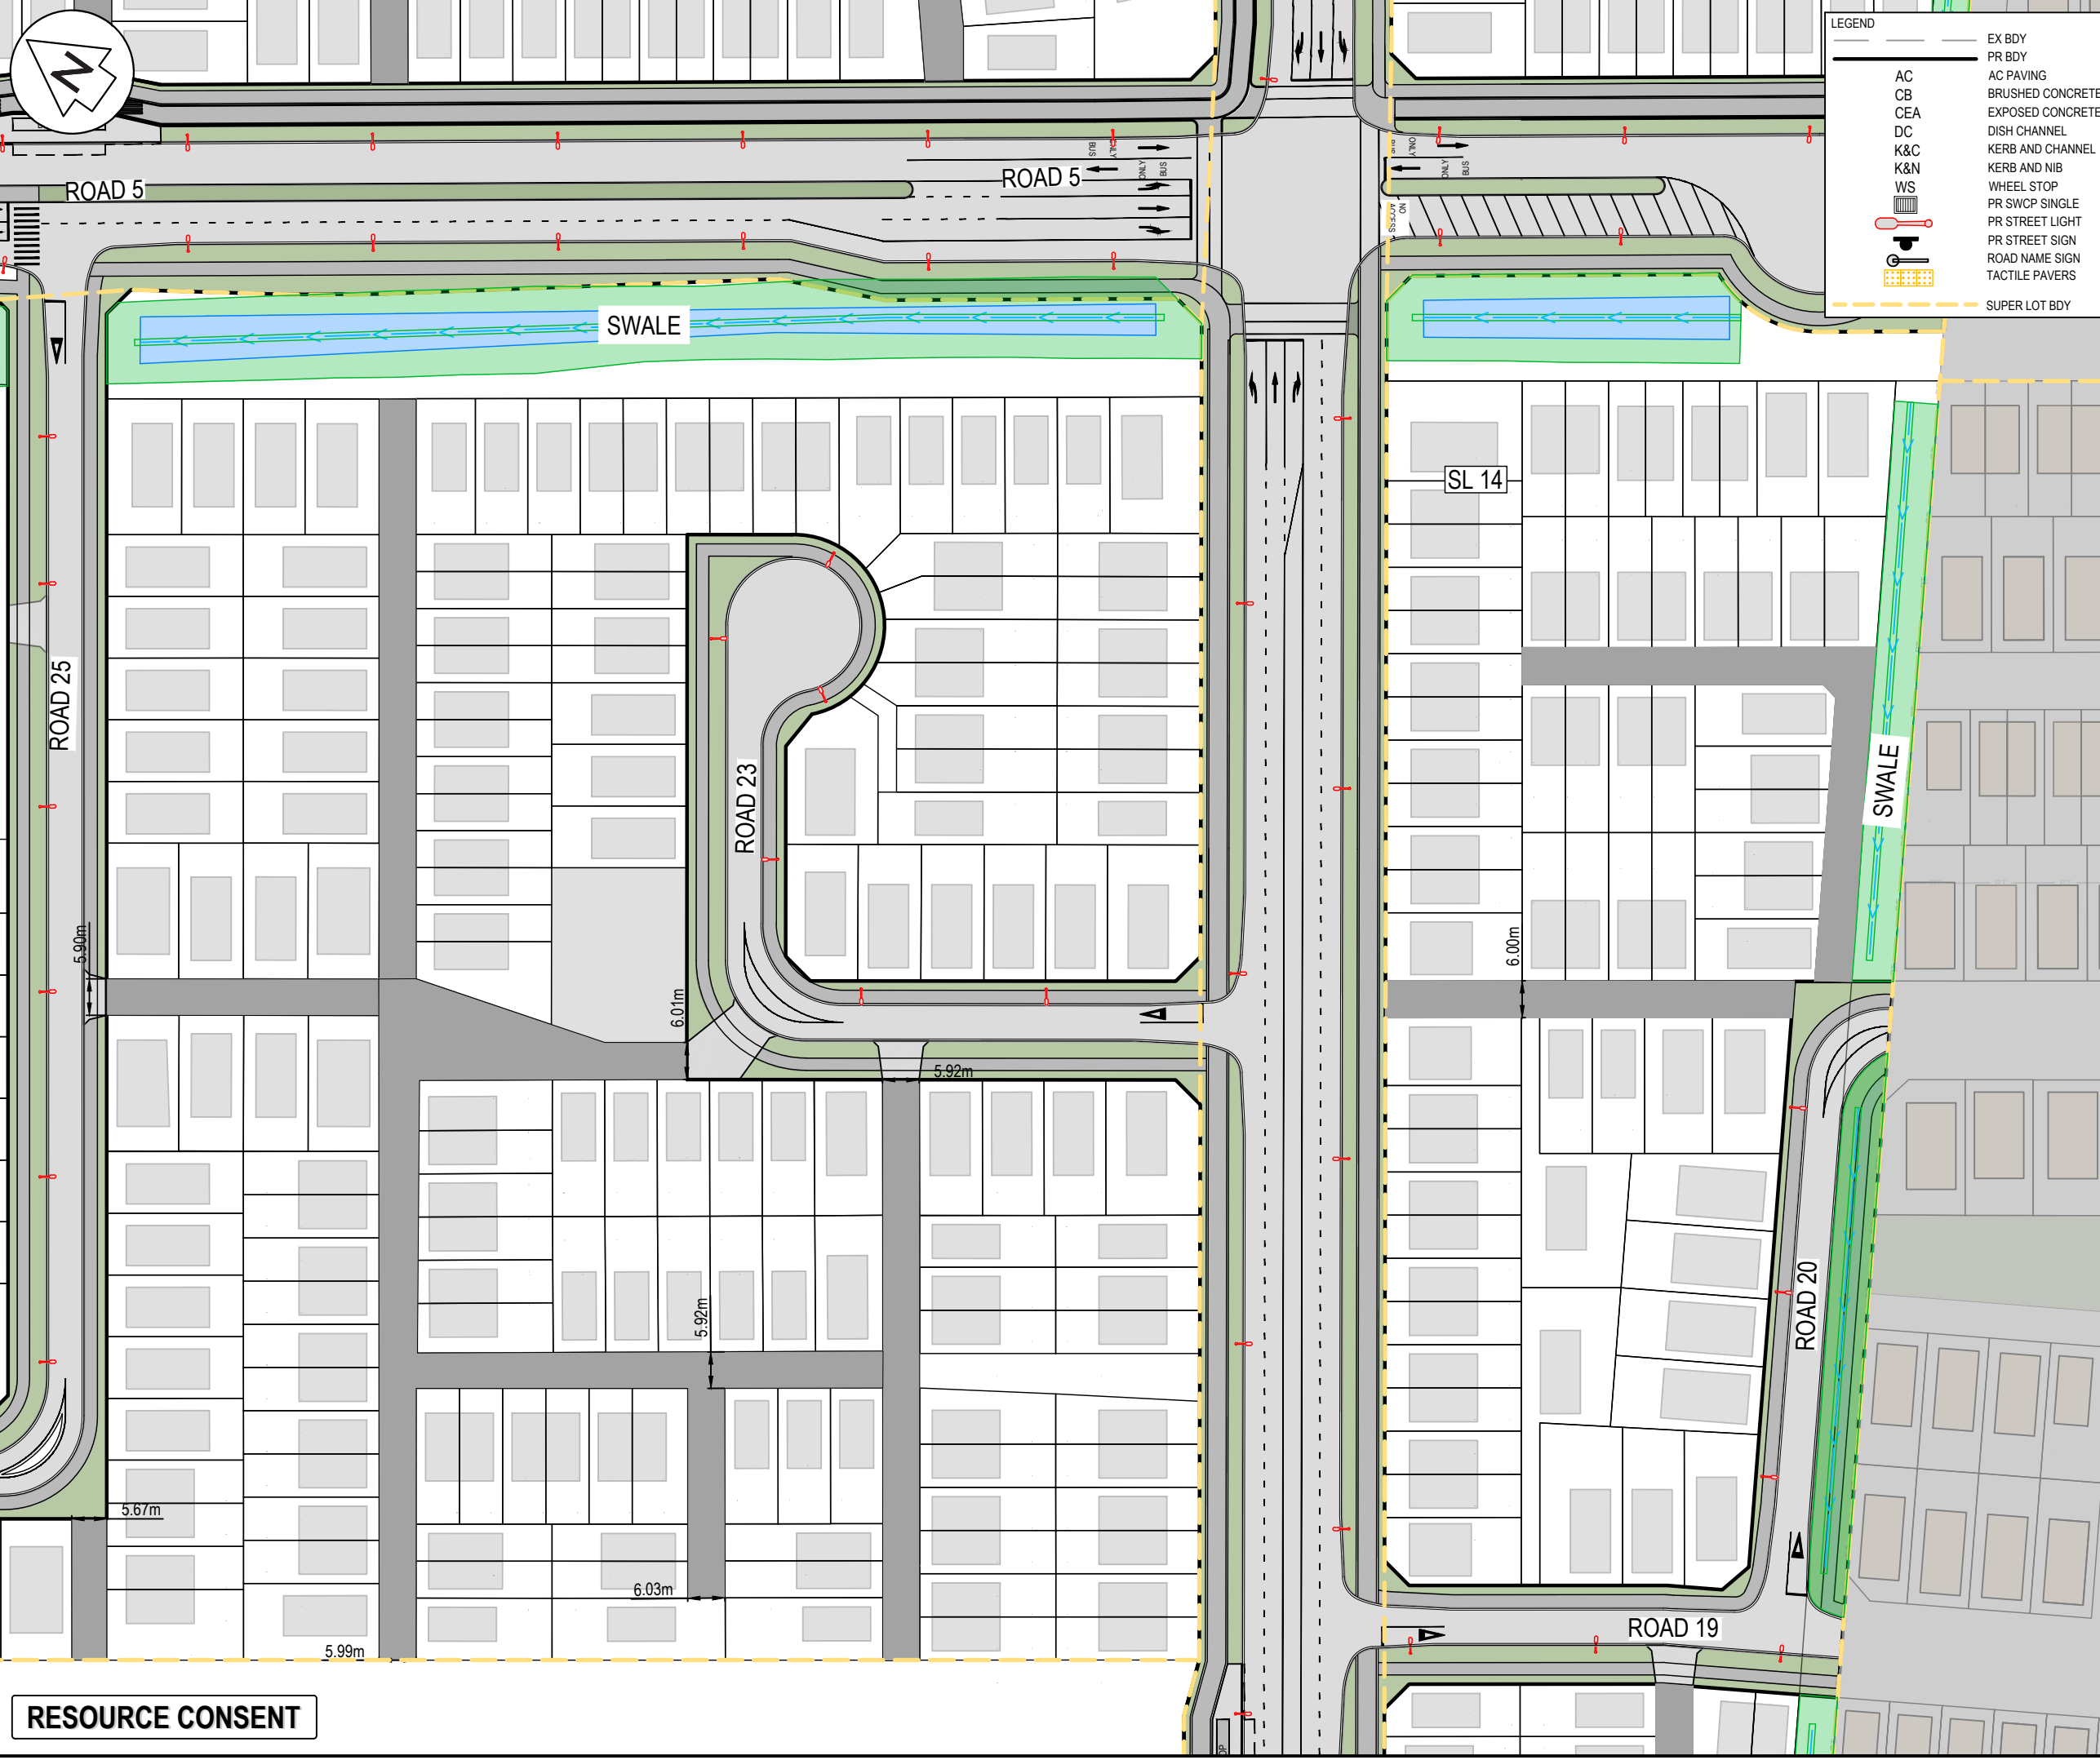 N
LEGEND
EX BDY
PR BDY
AC AC PAVING
CB BRUSHED CONCRETE
CEA EXPOSED CONCRETE
DC DISH CHANNEL
K&C KERB AND CHANNEL
K&N KERB AND NIB
WS WHEEL STOP
PR SWCP SINGLE
PR STREET LIGHT
PR STREET SIGN
ROAD NAME SIGN
TACTILE PAVERS
SUPER LOT BDY
ROAD 5
ROAD 5
BUS
ONLY
ONLY
BUS
BUS
ONLY
ONLY
BUS
NO
ACCESS
SWALE
SL 14
ROAD 25
ROAD 23
SWALE
5.90m
6.01m
6.00m
5.92m
5.92m
ROAD 20
5.67m
6.03m
ROAD 19
5.99m
RESOURCE CONSENT